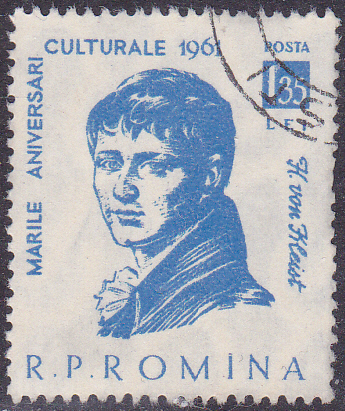 MARILE ANIVERSARI
CULTURALE 1961
POSTA
1,35
LEI
H. von Kleist
R.P.ROMINA